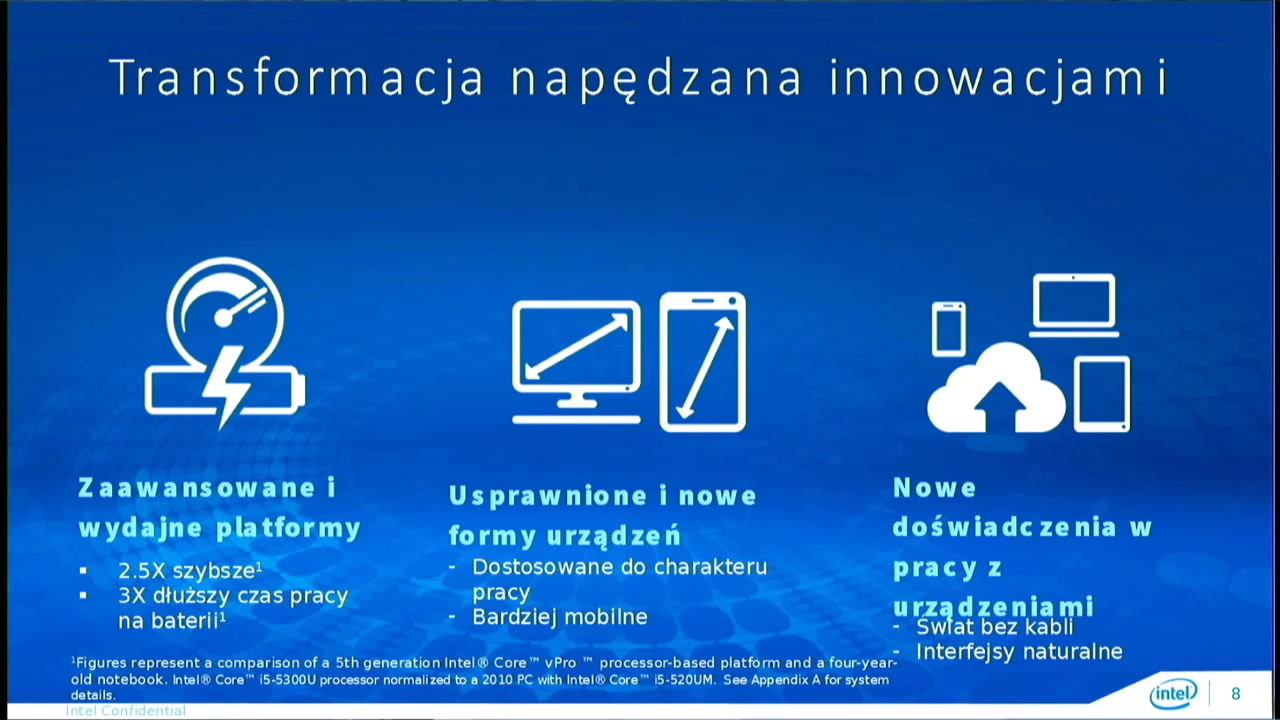 Transformacja napędzana innowacjami
Zaawansowane i
wydajne platformy
▪ 2.5X szybsze¹
▪ 3X dłuższy czas pracy
na baterii¹
Usprawnione i nowe
formy urządzeń
- Dostosowane do charakteru
pracy
- Bardziej mobilne
Nowe
doświadczenia w
pracy z
urządzeniami
- Świat bez kabli
- Interfejsy naturalne
¹Figures represent a comparison of a 5th generation Intel® Core™ vPro ™ processor-based platform and a four-year-
old notebook. Intel® Core™ i5-5300U processor normalized to a 2010 PC with Intel® Core™ i5-520UM. See Appendix A for system
details.
Intel Confidential
intel
8